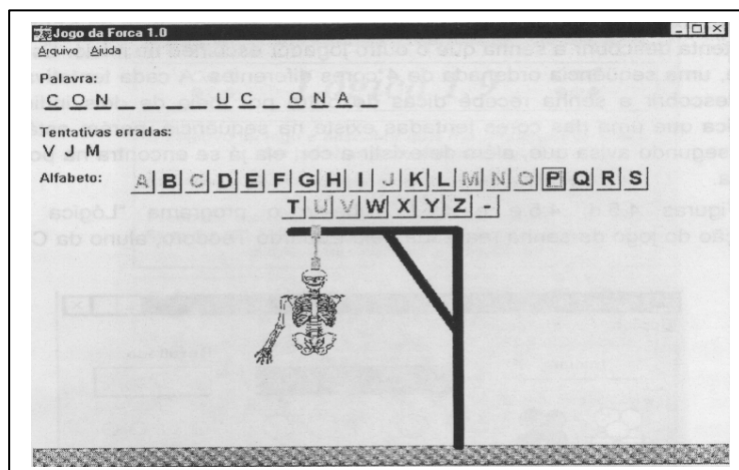 Jogo da Forca 1.0
Arquivo Ajuda
Palavra:
C O N _ _ _ U C _ O N A _
Tentativas erradas:
V J M
Alfabeto: A B C D E F G H I J K L M N O P Q R S
T U V W X Y Z -